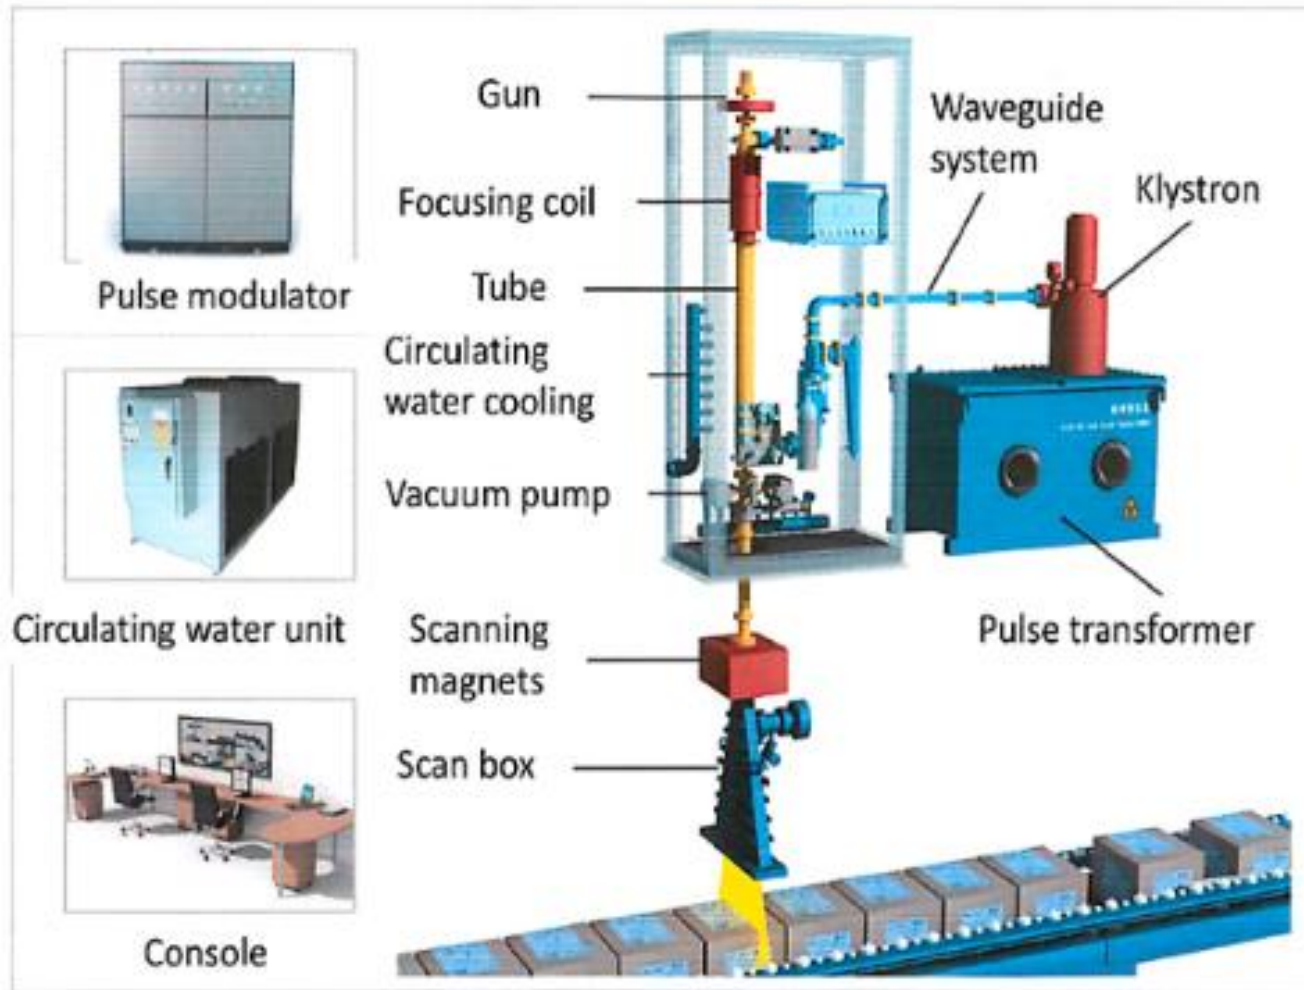 Gun
Waveguide
system
Klystron
Focusing coil
Pulse modulator
Tube
Circulating
water cooling
Vacuum pump
Circulating water unit
Scanning
magnets
Pulse transformer
Scan box
Console